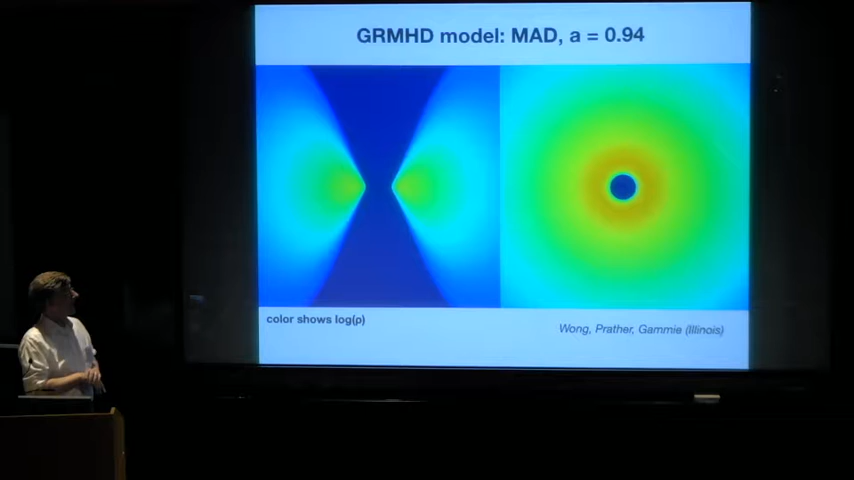 GRMHD model: MAD, a = 0.94
color shows log(ρ)
Wong, Prather, Gammie (Illinois)